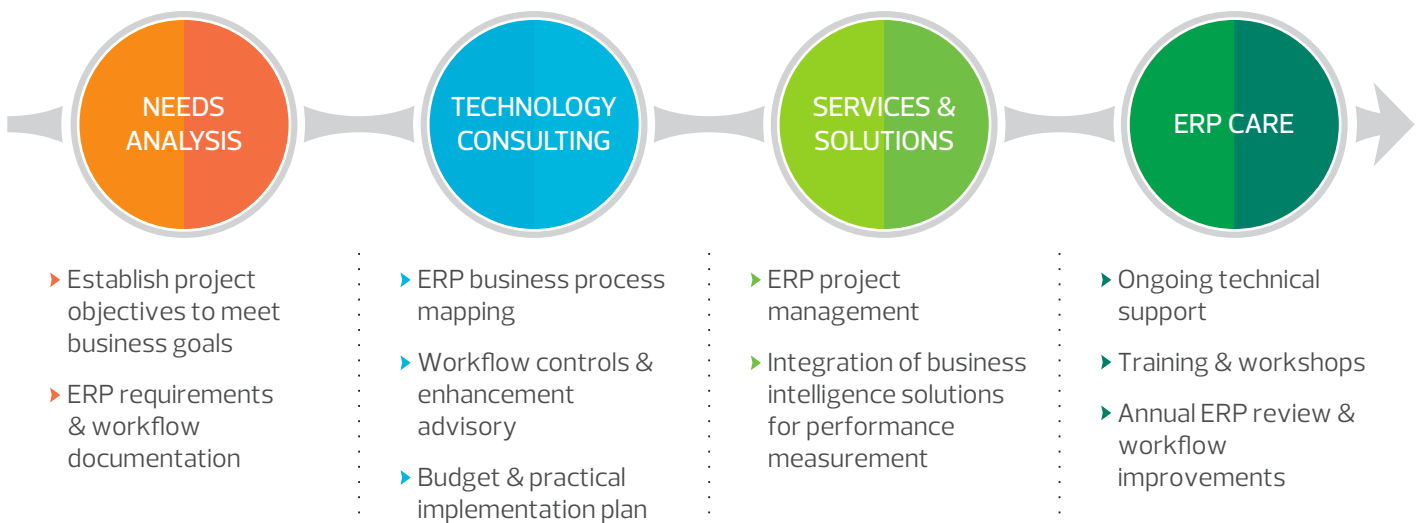 NEEDS
ANALYSIS
TECHNOLOGY
CONSULTING
SERVICES &
SOLUTIONS
ERP CARE
Establish project
objectives to meet
business goals
ERP requirements
& workflow
documentation
ERP business process
mapping
Workflow controls &
enhancement
advisory
Budget & practical
implementation plan
ERP project
management
Integration of business
intelligence solutions
for performance
measurement
Ongoing technical
support
Training & workshops
Annual ERP review &
workflow
improvements